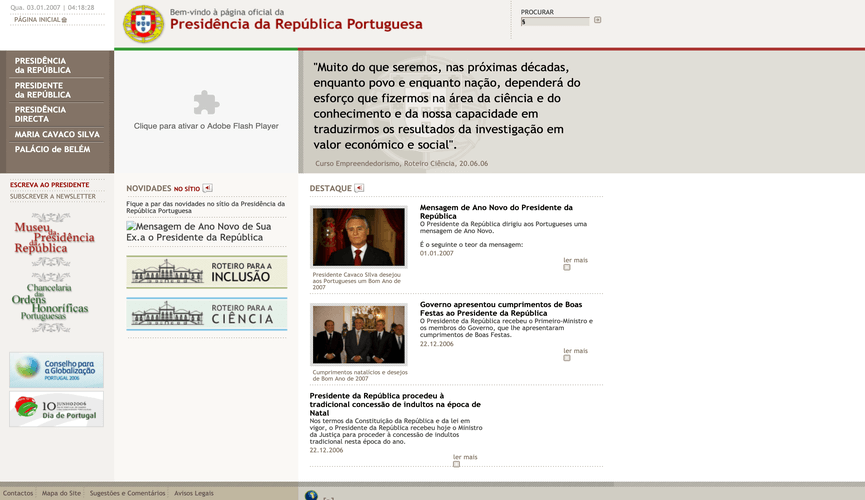 Qua. 03.01.2007 | 04:18:28
PÁGINA INICIAL
Bem-vindo à página oficial da
Presidência da República Portuguesa
PROCURAR
PRESIDÊNCIA
da REPÚBLICA
PRESIDENTE
da REPÚBLICA
PRESIDÊNCIA
DIRECTA
MARIA CAVACO SILVA
PALÁCIO de BELÉM
Clique para ativar o Adobe Flash Player
"Muito do que seremos, nas próximas décadas,
enquanto povo e enquanto nação, dependerá do
esforço que fizermos na área da ciência e do
conhecimento e da nossa capacidade em
traduzirmos os resultados da investigação em
valor económico e social".
Curso Empreendedorismo, Roteiro Ciência, 20.06.06
ESCREVA AO PRESIDENTE
SUBSCREVER A NEWSLETTER
Museu
da Presidência
da República
Chancelaria
das
Ordens
Honoríficas
Portuguesas
Conselho para
a Globalização
PORTUGAL 2006
10 JUNHO2006
Dia de Portugal
NOVIDADES NO SÍTIO
Fique a par das novidades no sítio da Presidência da
República Portuguesa
Mensagem de Ano Novo de Sua
Ex.a o Presidente da República
ROTEIRO PARA A
INCLUSÃO
ROTEIRO PARA A
CIÊNCIA
DESTAQUE
Presidente Cavaco Silva desejou
aos Portugueses um Bom Ano de
2007
Mensagem de Ano Novo do Presidente da
República
O Presidente da República dirigiu aos Portugueses uma
mensagem de Ano Novo.
É o seguinte o teor da mensagem:
01.01.2007
ler mais
Cumprimentos natalícios e desejos
de Bom Ano de 2007
Governo apresentou cumprimentos de Boas
Festas ao Presidente da República
O Presidente da República recebeu o Primeiro-Ministro e
os membros do Governo, que lhe apresentaram
cumprimentos de Boas Festas.
22.12.2006
ler mais
Presidente da República procedeu à
tradicional concessão de indultos na época de
Natal
Nos termos da Constituição da República e da lei em
vigor, o Presidente da República recebeu hoje o Ministro
da Justiça para proceder à concessão de indultos
tradicional nesta época do ano.
22.12.2006
ler mais
Contactos
Mapa do Site
Sugestões e Comentários
Avisos Legais